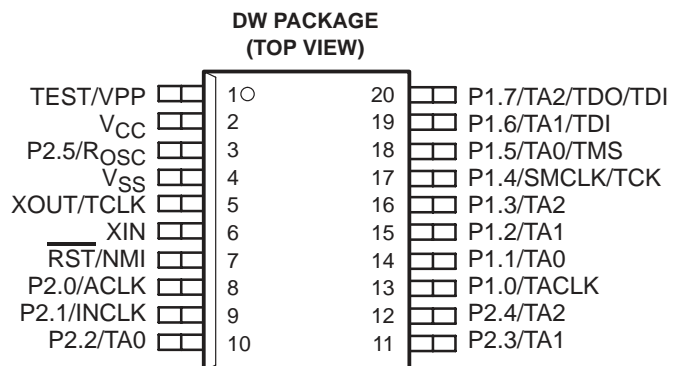 DW PACKAGE
(TOP VIEW)
TEST/VPP 1 20 P1.7/TA2/TDO/TDI
VCC 2 19 P1.6/TA1/TDI
P2.5/ROSC 3 18 P1.5/TA0/TMS
VSS 4 17 P1.4/SMCLK/TCK
XOUT/TCLK 5 16 P1.3/TA2
XIN 6 15 P1.2/TA1
RST/NMI 7 14 P1.1/TA0
P2.0/ACLK 8 13 P1.0/TACLK
P2.1/INCLK 9 12 P2.4/TA2
P2.2/TA0 10 11 P2.3/TA1